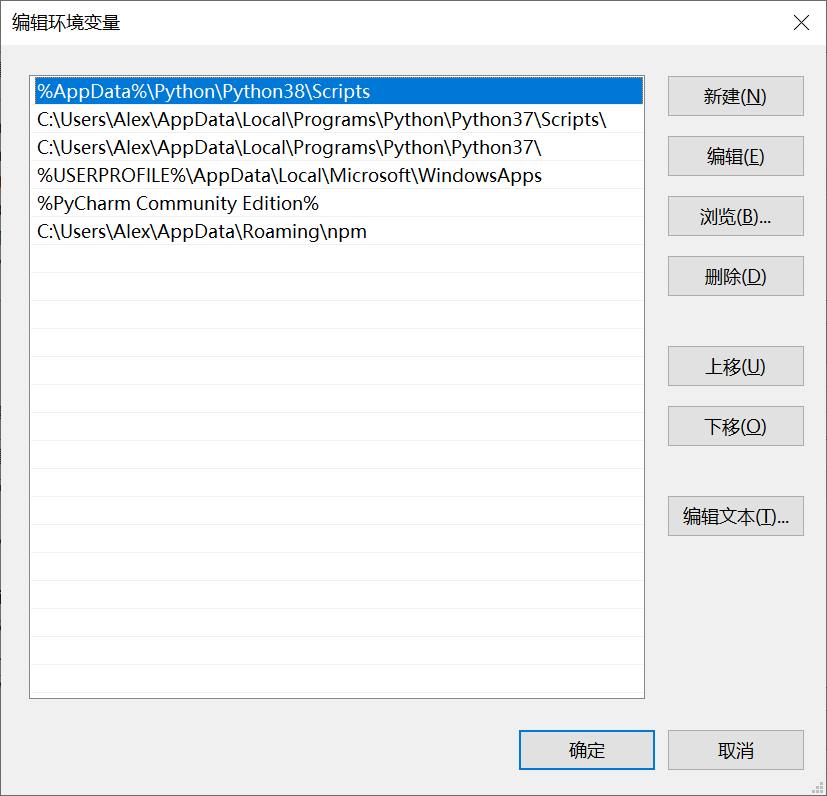 编辑环境变量
%AppData%\Python\Python38\Scripts
C:\Users\Alex\AppData\Local\Programs\Python\Python37\Scripts\
C:\Users\Alex\AppData\Local\Programs\Python\Python37\
%USERPROFILE%\AppData\Local\Microsoft\WindowsApps
%PyCharm Community Edition%
C:\Users\Alex\AppData\Roaming\npm
新建(N)
编辑(E)
浏览(B)...
删除(D)
上移(U)
下移(O)
编辑文本(T)...
确定
取消